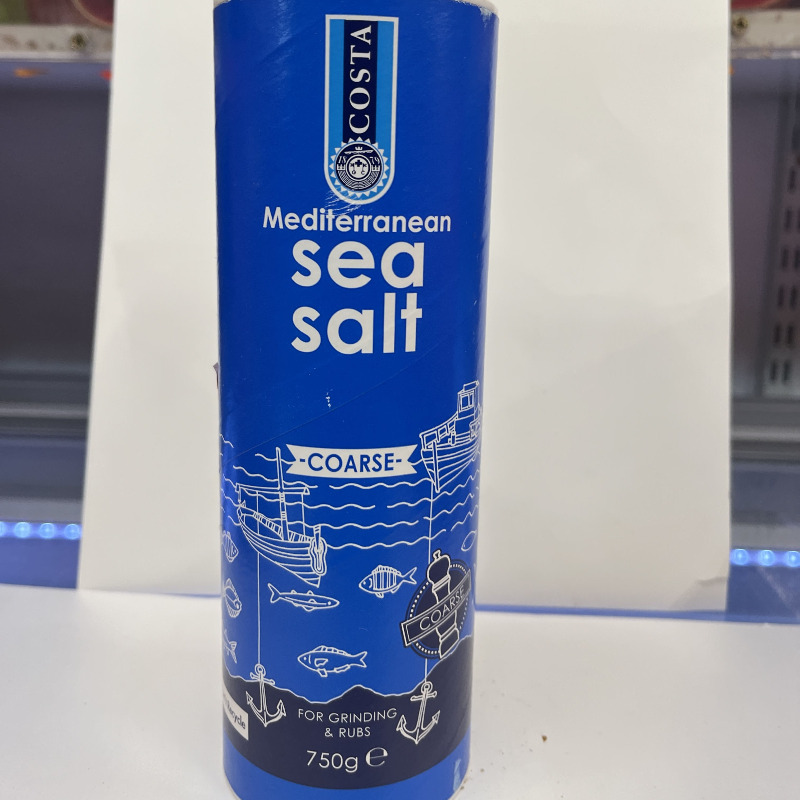 COSTA
Mediterranean
sea
salt
-COARSE-
COARSE
FOR GRINDING
& RUBS
750g ℮